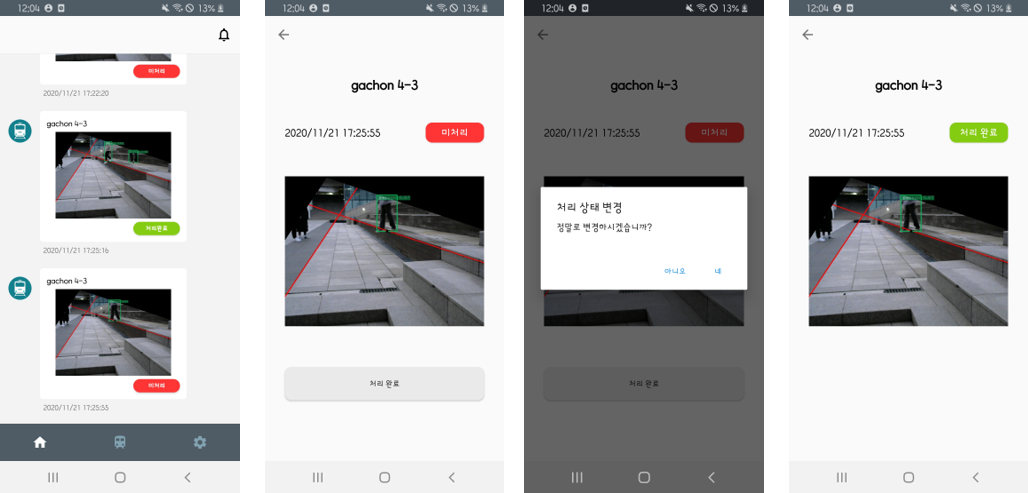 12:04
13%
미처리
2020/11/21 17:22:20
gachon 4-3
처리완료
2020/11/21 17:25:16
gachon 4-3
미처리
2020/11/21 17:25:55
12:04
13%
gachon 4-3
2020/11/21 17:25:55
미처리
처리 완료
12:04
13%
gachon 4-3
2020/11/21 17:25:55
미처리
처리 상태 변경
정말로 변경하시겠습니까?
아니요
네
처리 완료
12:04
13%
gachon 4-3
2020/11/21 17:25:55
처리 완료